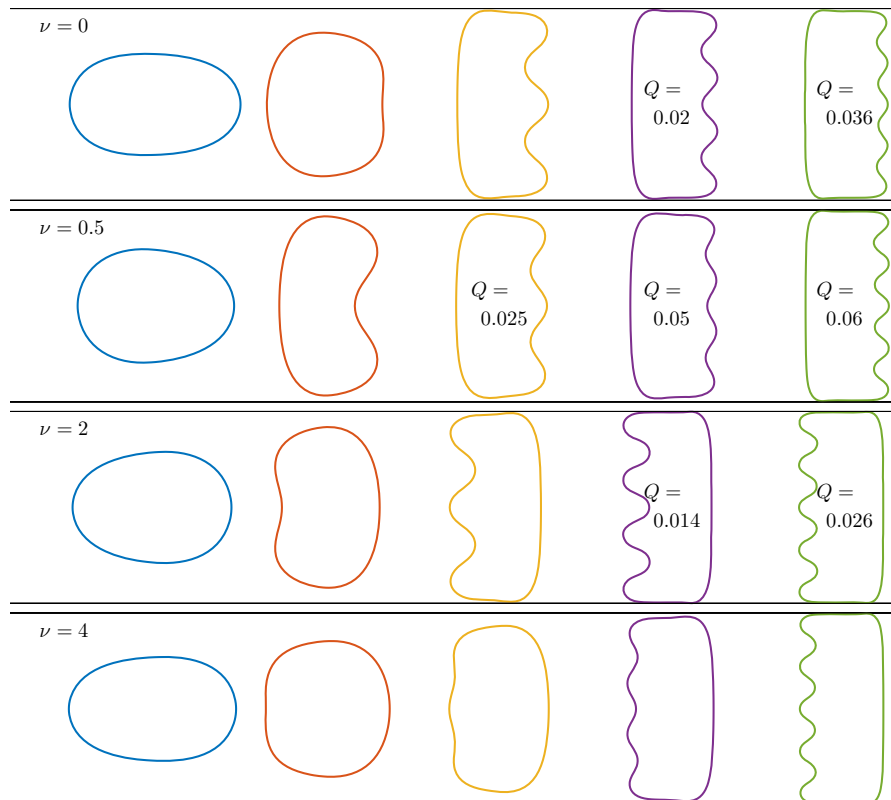 ν = 0
Q =
0.02
Q =
0.036
ν = 0.5
Q =
0.025
Q =
0.05
Q =
0.06
ν = 2
Q =
0.014
Q =
0.026
ν = 4